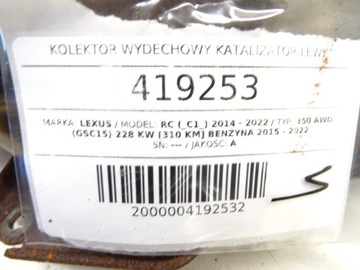 KOLEKTOR WYDECHOWY KATALIZATOR LEWY
419253
MARKA: LEXUS / MODEL: RC (_C1_) 2014 - 2022 / TYP: 350 AWD
(GSC15) 228 KW [310 KM] BENZYNA 2015 - 2022
SN: --- / JAKOŚĆ: A
2000004192532